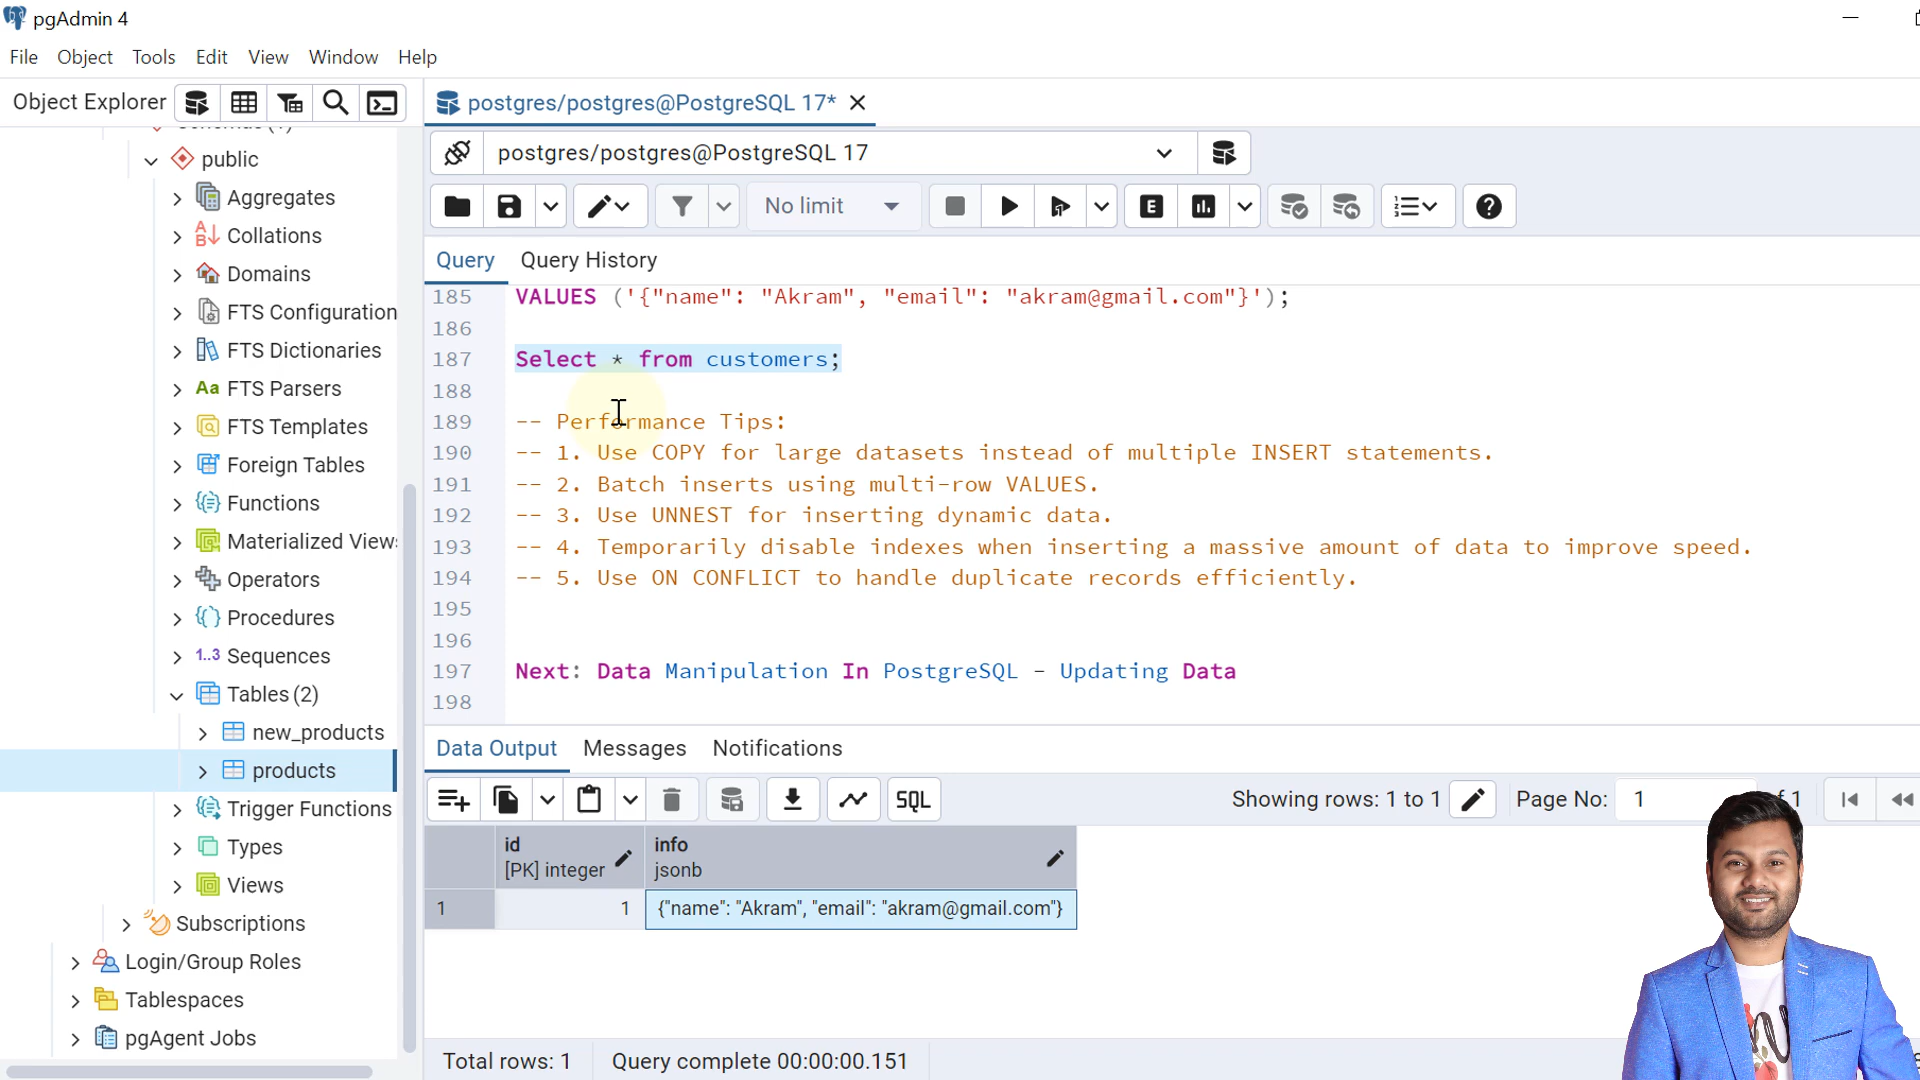 pgAdmin 4
File Object Tools Edit View Window Help
Object Explorer
public
Aggregates
Collations
Domains
FTS Configuration
FTS Dictionaries
Aa FTS Parsers
FTS Templates
Foreign Tables
Functions
Materialized View
Operators
Procedures
1..3 Sequences
Tables (2)
new_products
products
Trigger Functions
Types
Views
Subscriptions
Login/Group Roles
Tablespaces
pgAgent Jobs
postgres/postgres@PostgreSQL 17*
postgres/postgres@PostgreSQL 17
No limit
E
Query Query History
185 VALUES ('{"name": "Akram", "email": "akram@gmail.com"}');
186
187 Select * from customers;
188
189 -- Performance Tips:
190 -- 1. Use COPY for large datasets instead of multiple INSERT statements.
191 -- 2. Batch inserts using multi-row VALUES.
192 -- 3. Use UNNEST for inserting dynamic data.
193 -- 4. Temporarily disable indexes when inserting a massive amount of data to improve speed.
194 -- 5. Use ON CONFLICT to handle duplicate records efficiently.
195
196
197 Next: Data Manipulation In PostgreSQL - Updating Data
198
Data Output Messages Notifications
SQL
Showing rows: 1 to 1
Page No: 1 of 1
id
[PK] integer
info
jsonb
1 1 {"name": "Akram", "email": "akram@gmail.com"}
Total rows: 1
Query complete 00:00:00.151